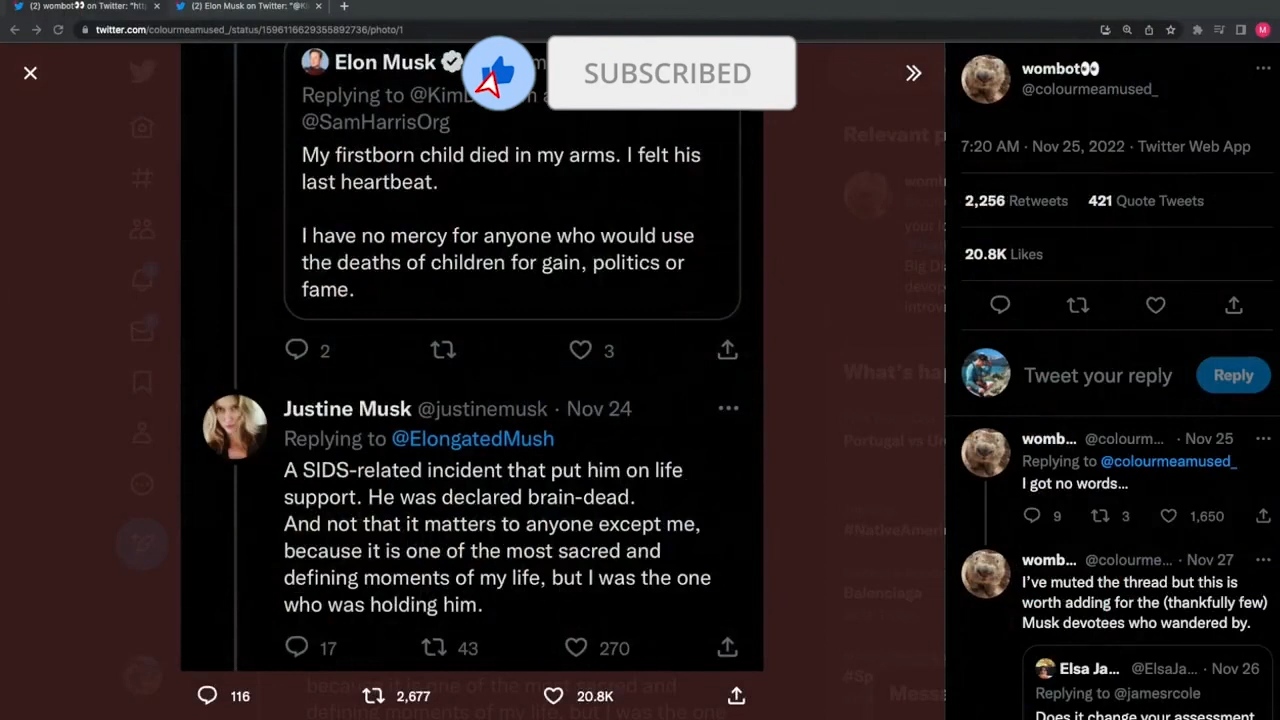 (2) wombot👀 on Twitter: "htt
(2) Elon Musk on Twitter: "@Ki
twitter.com/colourmeamused_/status/1596116629355892736/photo/1
M
Elon Musk
SUBSCRIBED
Replying to
@SamHarrisOrg
My firstborn child died in my arms. I felt his
last heartbeat.
I have no mercy for anyone who would use
the deaths of children for gain, politics or
fame.
2
3
Justine Musk @justinemusk · Nov 24
Replying to @ElongatedMush
A SIDS-related incident that put him on life
support. He was declared brain-dead.
And not that it matters to anyone except me,
because it is one of the most sacred and
defining moments of my life, but I was the one
who was holding him.
17 43 270
116 2,677 20.8K
Relevant p
What's ha
Portugal vs U
#NativeAmeri
Balenciaga
#Sp
Messa
wombot👀
@colourmeamused_
7:20 AM · Nov 25, 2022 · Twitter Web App
2,256 Retweets 421 Quote Tweets
20.8K Likes
Tweet your reply
Reply
womb... @colourm... · Nov 25
Replying to @colourmeamused_
I got no words...
9 3 1,650
womb... @colourme... · Nov 27
I've muted the thread but this is
worth adding for the (thankfully few)
Musk devotees who wandered by.
Elsa Ja... @ElsaJa... · Nov 26
Replying to @jamesrcole
Does it change your assessment